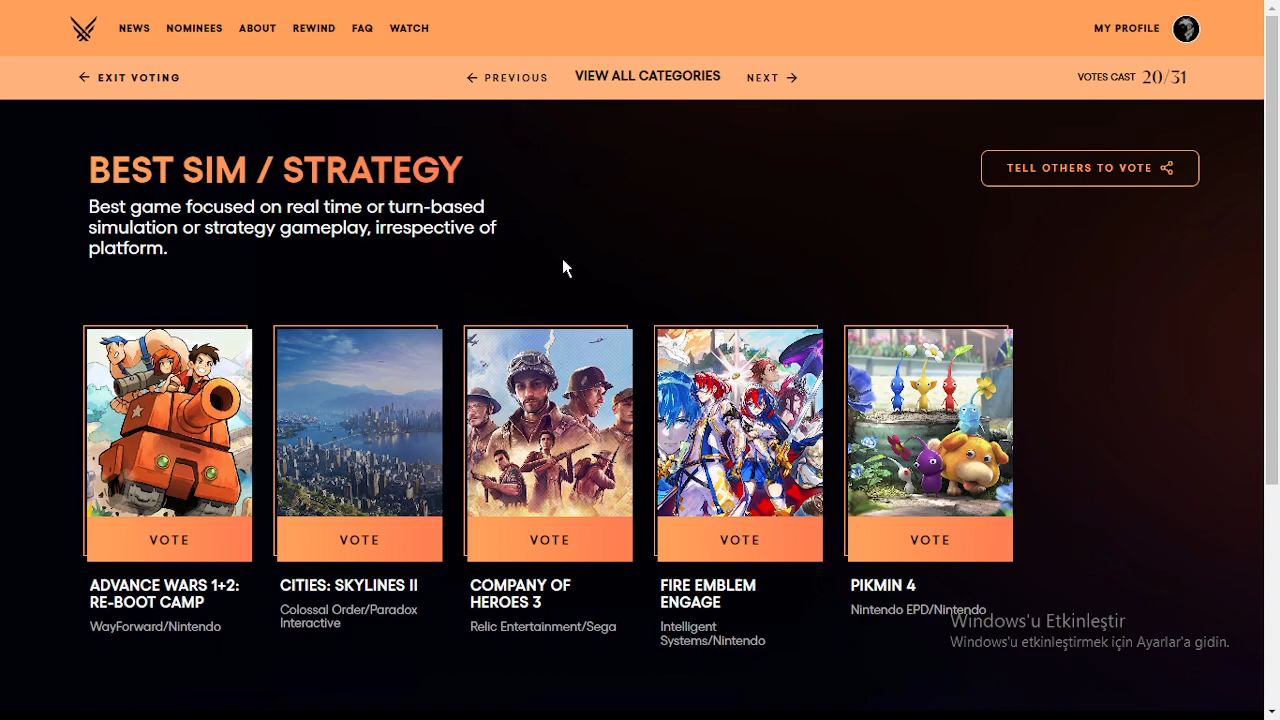 NEWS NOMINEES ABOUT REWIND FAQ WATCH MY PROFILE
EXIT VOTING PREVIOUS VIEW ALL CATEGORIES NEXT VOTES CAST 20/31
BEST SIM / STRATEGY
TELL OTHERS TO VOTE
Best game focused on real time or turn-based
simulation or strategy gameplay, irrespective of
platform.
VOTE VOTE VOTE VOTE VOTE
ADVANCE WARS 1+2:
RE-BOOT CAMP
WayForward/Nintendo
CITIES: SKYLINES II
Colossal Order/Paradox
Interactive
COMPANY OF
HEROES 3
Relic Entertainment/Sega
FIRE EMBLEM
ENGAGE
Intelligent
Systems/Nintendo
PIKMIN 4
Nintendo EPD/Nintendo
Windows'u Etkinleştir
Windows'u etkinleştirmek için Ayarlar'a gidin.